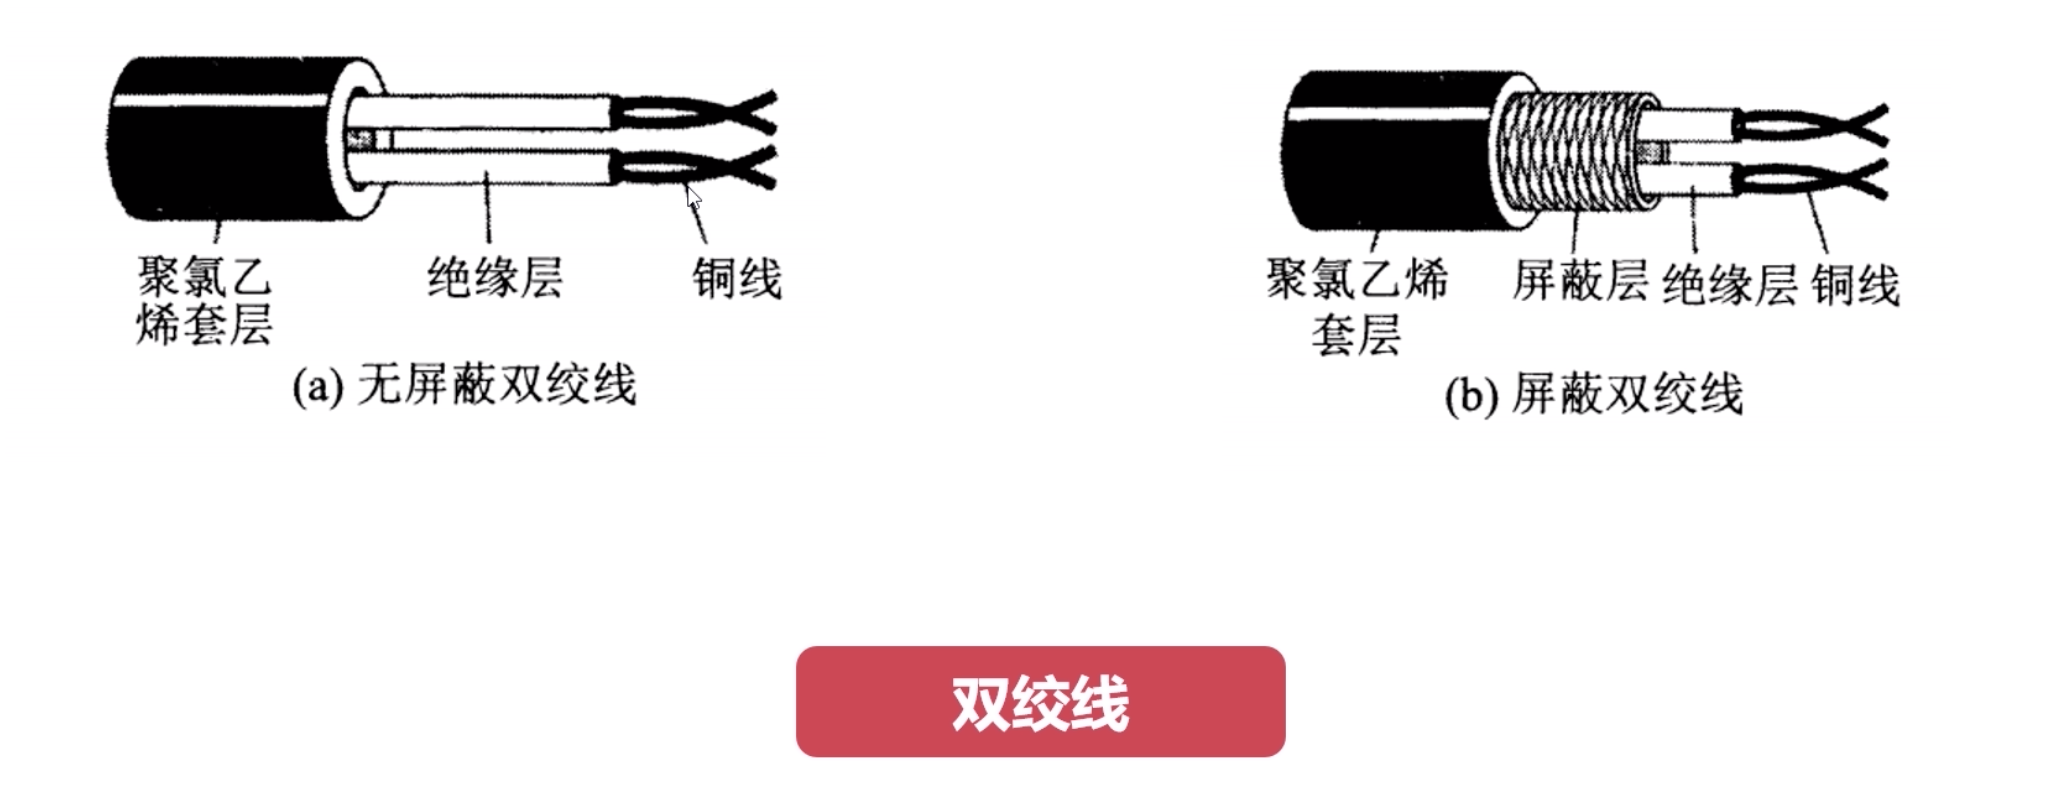 聚氯乙
烯套层
绝缘层
铜线
(a) 无屏蔽双绞线
聚氯乙烯
套层
屏蔽层
绝缘层
铜线
(b) 屏蔽双绞线
双绞线